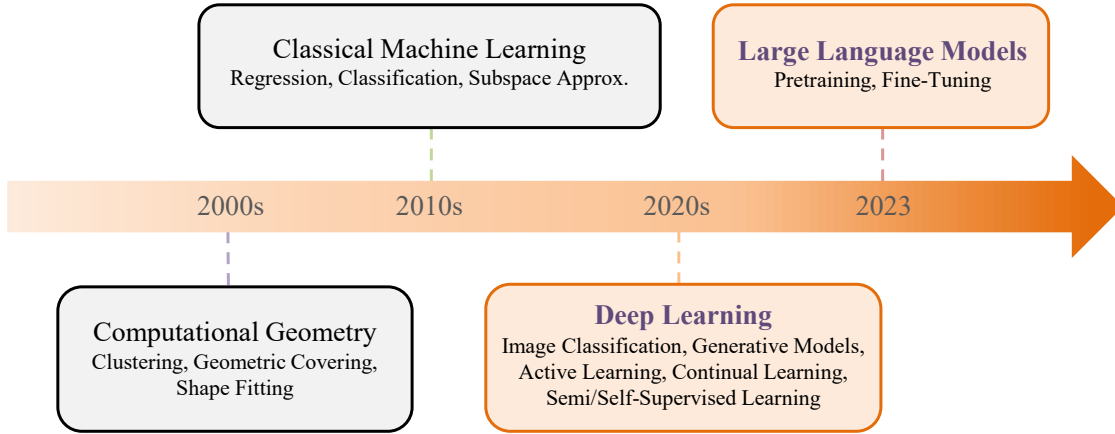 Classical Machine Learning
Regression, Classification, Subspace Approx.
Large Language Models
Pretraining, Fine-Tuning
2000s
2010s
2020s
2023
Computational Geometry
Clustering, Geometric Covering,
Shape Fitting
Deep Learning
Image Classification, Generative Models,
Active Learning, Continual Learning,
Semi/Self-Supervised Learning